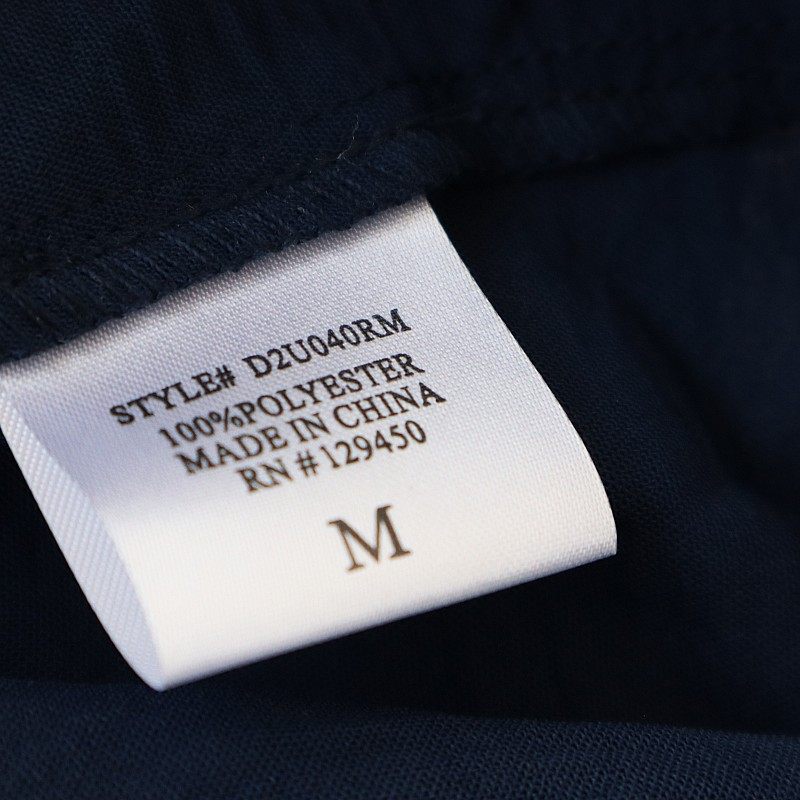 STYLE# D2U040RM
100%POLYESTER
MADE IN CHINA
RN #129450
M